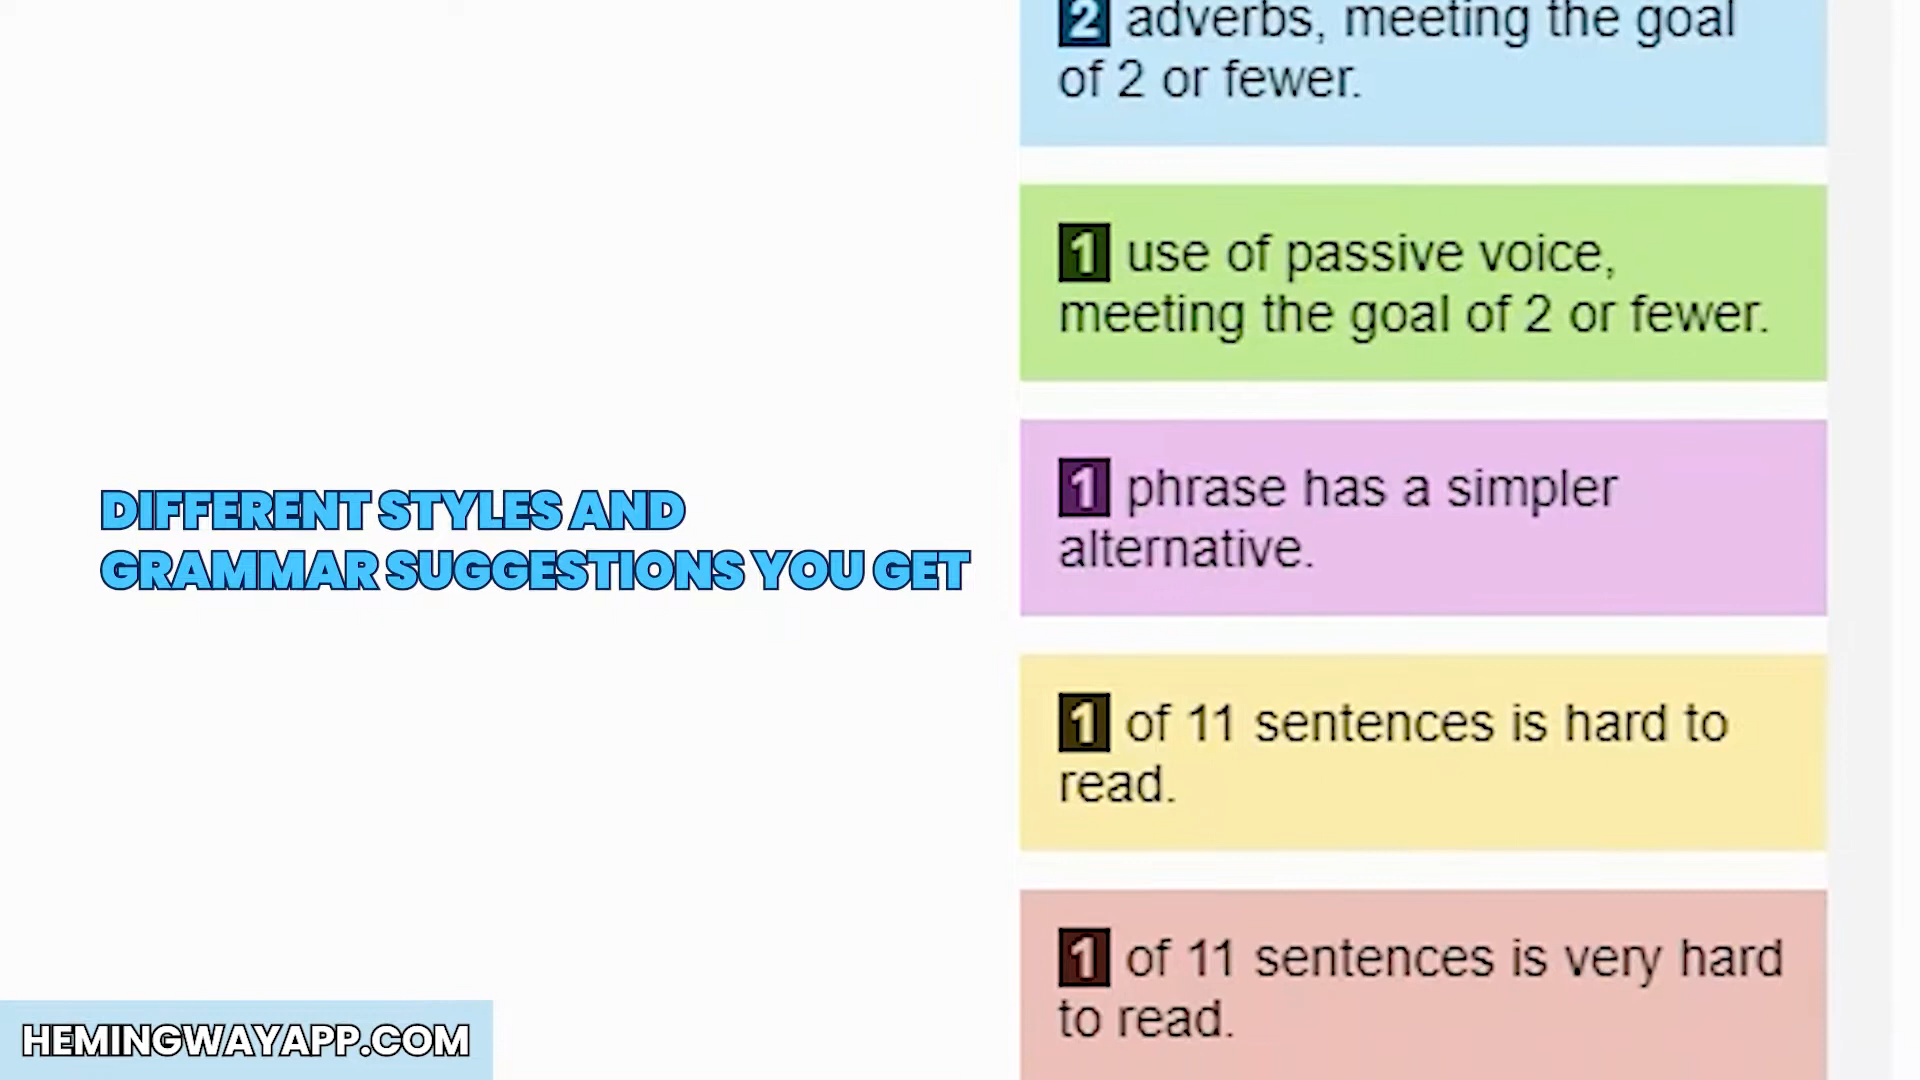 2 adverbs, meeting the goal
of 2 or fewer.
1 use of passive voice,
meeting the goal of 2 or fewer.
1 phrase has a simpler
alternative.
DIFFERENT STYLES AND
GRAMMAR SUGGESTIONS YOU GET
1 of 11 sentences is hard to
read.
1 of 11 sentences is very hard
to read.
HEMINGWAYAPP.COM